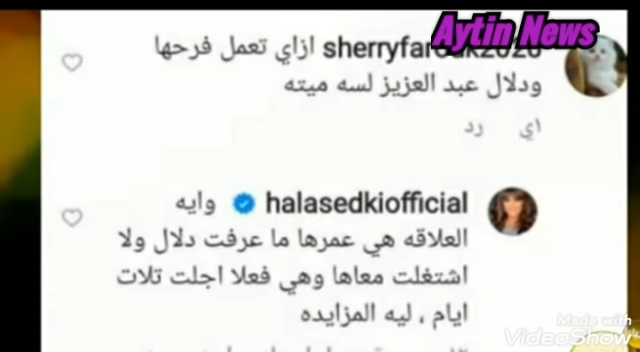 Aytin News
ازاي تعمل فرحها
ودلال عبد العزيز لسه ميته
اي رد
halasedkiofficial وايه
العلاقه هي عمرها ما عرفت دلال ولا
اشتغلت معاها وهي فعلا اجلت تلات
ايام ، ليه المزايده
Made with
VideoShow